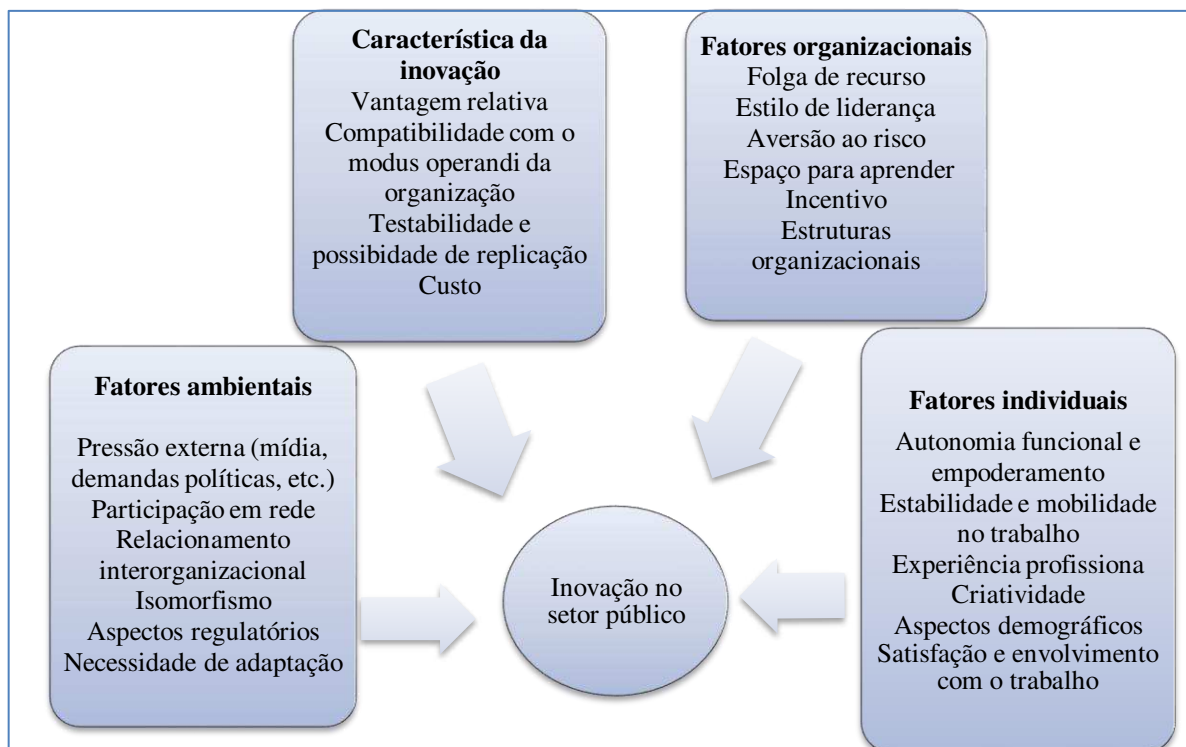 Característica da
inovação
Vantagem relativa
Compatibilidade com o
modus operandi da
organização
Testabilidade e
possibidade de replicação
Custo
Fatores organizacionais
Folga de recurso
Estilo de liderança
Aversão ao risco
Espaço para aprender
Incentivo
Estruturas
organizacionais
Fatores ambientais
Pressão externa (mídia,
demandas políticas, etc.)
Participação em rede
Relacionamento
interorganizacional
Isomorfismo
Aspectos regulatórios
Necessidade de adaptação
Fatores individuais
Autonomia funcional e
empoderamento
Estabilidade e mobilidade
no trabalho
Experiência profissiona
Criatividade
Aspectos demográficos
Satisfação e envolvimento
com o trabalho
Inovação no
setor público